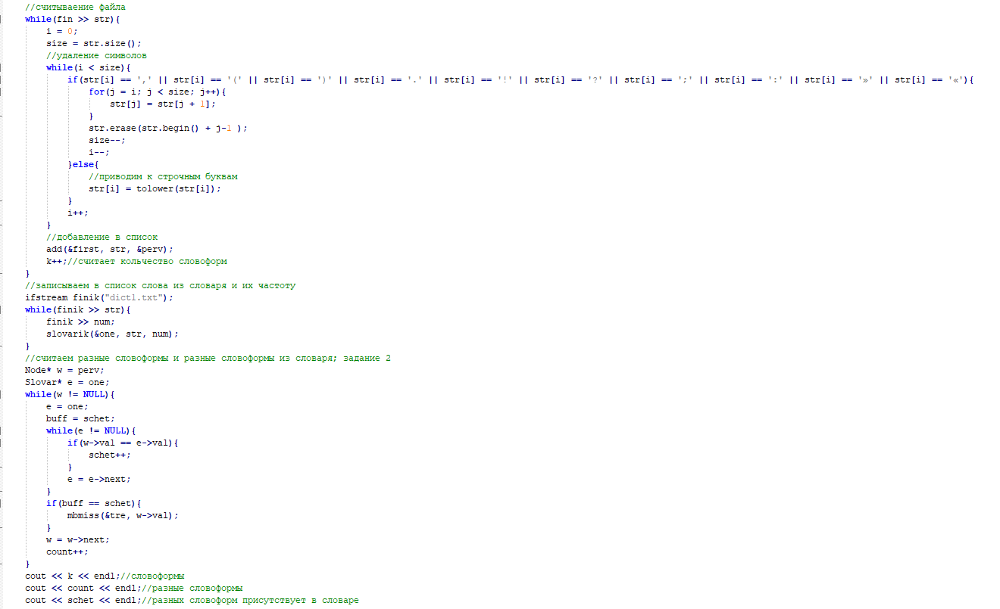 //считываение файла
while(fin >> str){
i = 0;
size = str.size();
//удаление символов
while(i < size){
if(str[i] == ',' || str[i] == '(' || str[i] == ')' || str[i] == '.' || str[i] == '!' || str[i] == '?' || str[i] == ';' || str[i] == ':' || str[i] == '»' || str[i] == '«'){
for(j = i; j < size; j++){
str[j] = str[j + 1];
}
str.erase(str.begin() + j-1 );
size--;
i--;
}else{
//приводим к строчным буквам
str[i] = tolower(str[i]);
}
i++;
}
//добавление в список
add(&first, str, &perv);
k++;//считает кольчество словоформ
}
//записываем в список слова из словаря и их частоту
ifstream finik("dict1.txt");
while(finik >> str){
finik >> num;
slovarik(&one, str, num);
}
//считаем разные словоформы и разные словоформы из словаря; задание 2
Node* w = perv;
Slovar* e = one;
while(w != NULL){
e = one;
buff = schet;
while(e != NULL){
if(w->val == e->val){
schet++;
}
e = e->next;
}
if(buff == schet){
mbmiss(&tre, w->val);
}
w = w->next;
count++;
}
cout << k << endl;//словоформы
cout << count << endl;//разные словоформы
cout << schet << endl;//разных словоформ присутствует в словаре